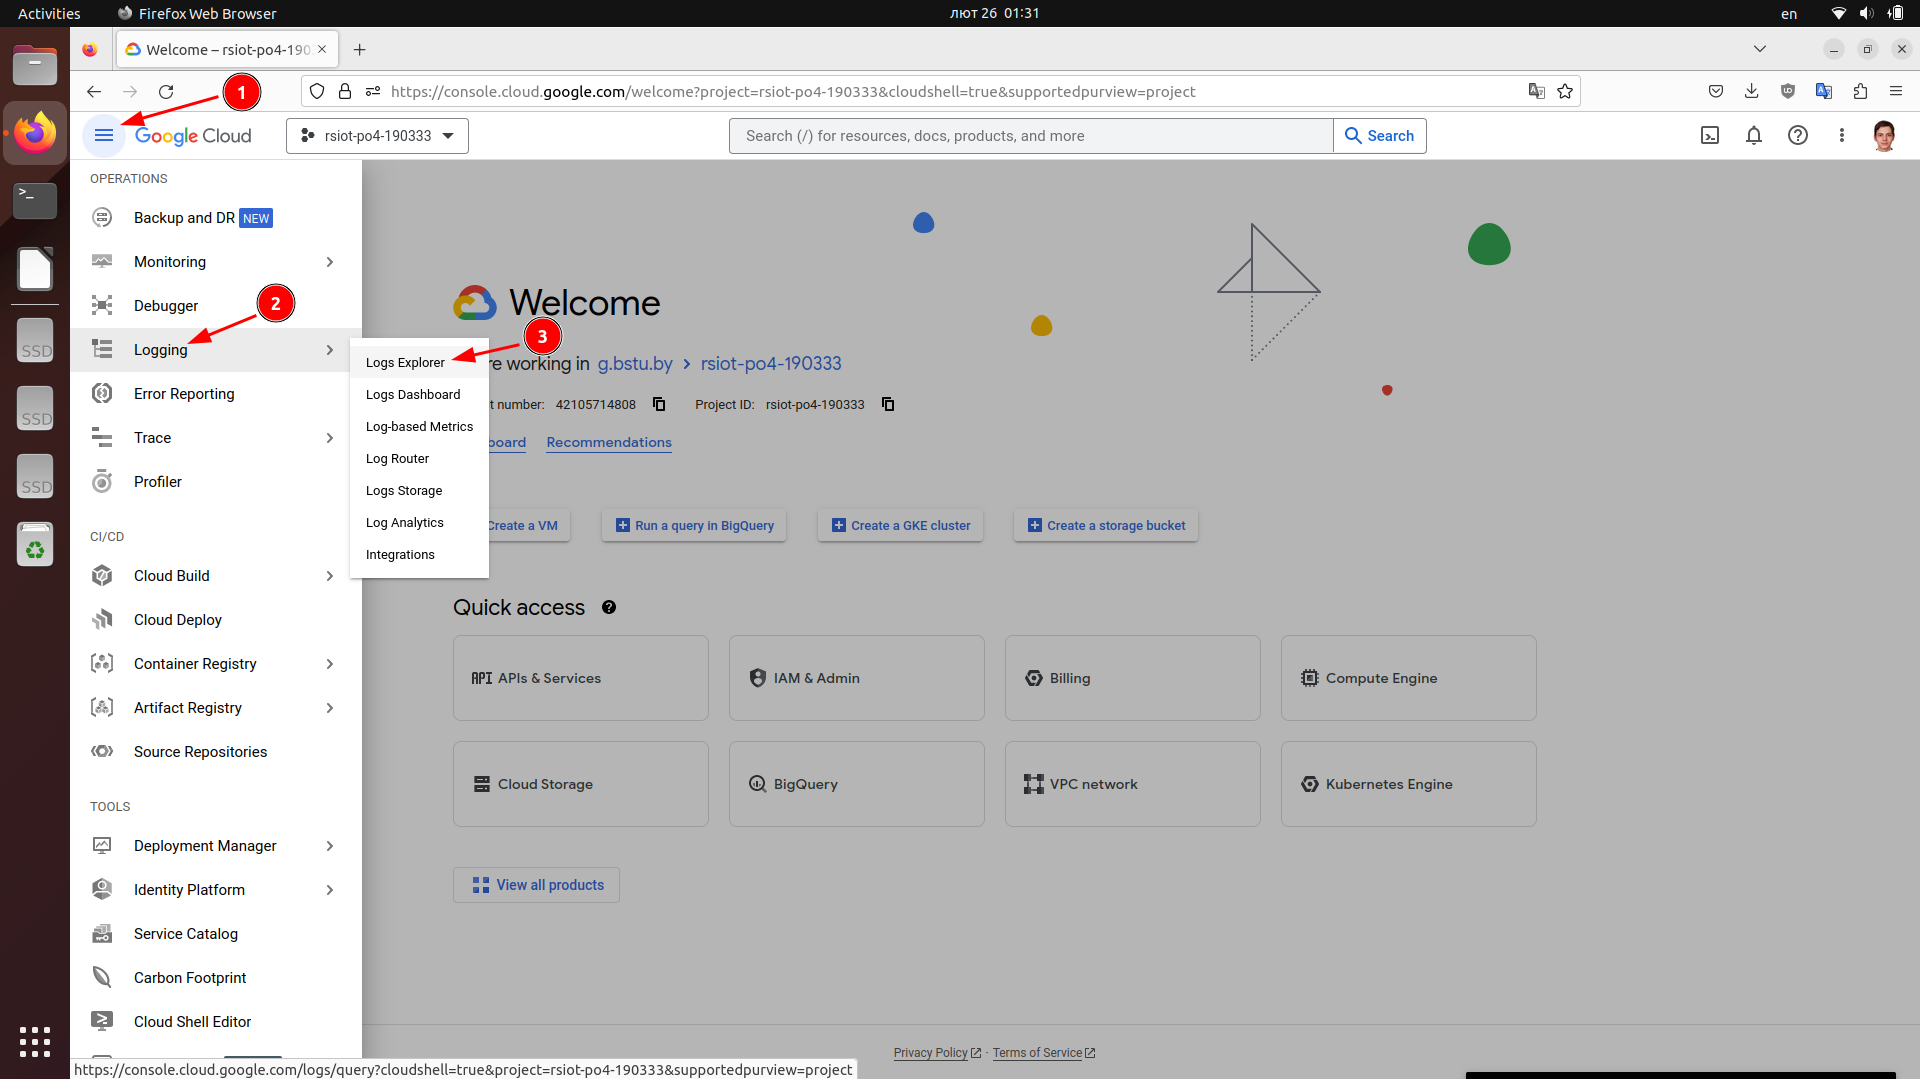 Activities
Firefox Web Browser
лют 26 01:31
en
Welcome – rsiot-po4-190
https://console.cloud.google.com/welcome?project=rsiot-po4-190333&cloudshell=true&supportedpurview=project
1
Google Cloud
rsiot-po4-190333
Search (/) for resources, docs, products, and more
Search
OPERATIONS
Backup and DR NEW
Monitoring
Debugger
2
Logging
Error Reporting
Trace
Profiler
CI/CD
Cloud Build
Cloud Deploy
Container Registry
Artifact Registry
Source Repositories
TOOLS
Deployment Manager
Identity Platform
Service Catalog
Carbon Footprint
Cloud Shell Editor
3
Logs Explorer
Logs Dashboard
Log-based Metrics
Log Router
Logs Storage
Log Analytics
Integrations
Welcome
re working in g.bstu.by > rsiot-po4-190333
t number: 42105714808 Project ID: rsiot-po4-190333
board Recommendations
Create a VM
Run a query in BigQuery
Create a GKE cluster
Create a storage bucket
Quick access
API APIs & Services
IAM & Admin
Billing
Compute Engine
Cloud Storage
BigQuery
VPC network
Kubernetes Engine
View all products
Privacy Policy · Terms of Service
https://console.cloud.google.com/logs/query?cloudshell=true&project=rsiot-po4-190333&supportedpurview=project
SSD
SSD
SSD